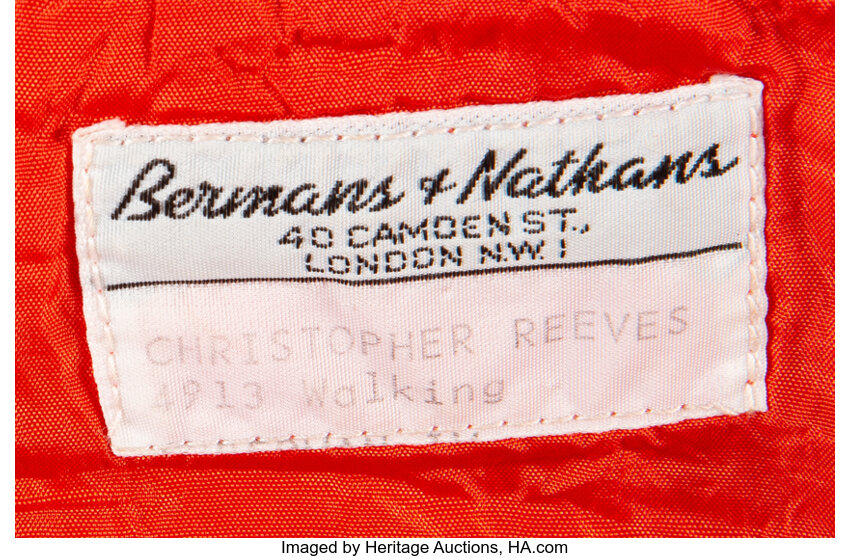 Bermans & Nathans
40 CAMDEN ST.,
LONDON N.W.1
CHRISTOPHER REEVES
4913 Walking
Imaged by Heritage Auctions, HA.com